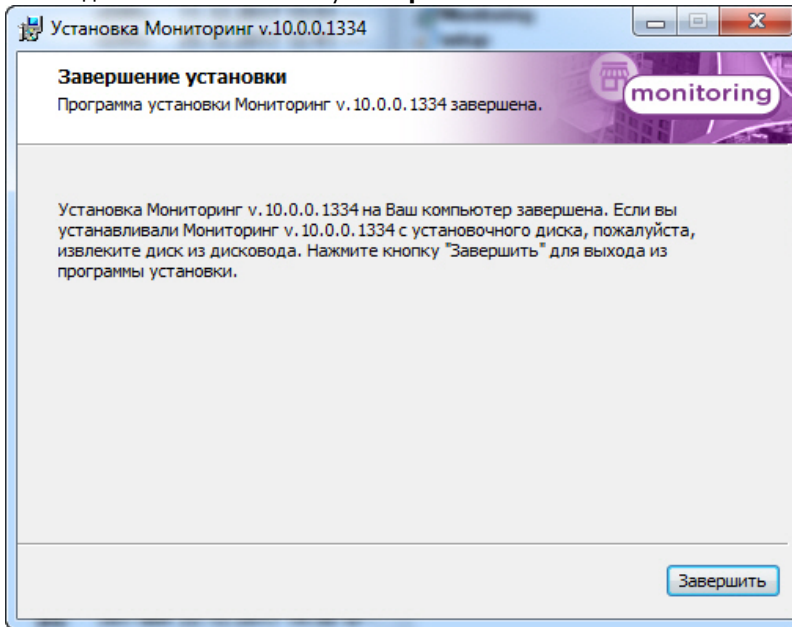 Установка Мониторинг v.10.0.0.1334
Завершение установки
Программа установки Мониторинг v.10.0.0.1334 завершена.
monitoring
Установка Мониторинг v.10.0.0.1334 на Ваш компьютер завершена. Если вы
устанавливали Мониторинг v.10.0.0.1334 с установочного диска, пожалуйста,
извлеките диск из дисковода. Нажмите кнопку "Завершить" для выхода из
программы установки.
Завершить